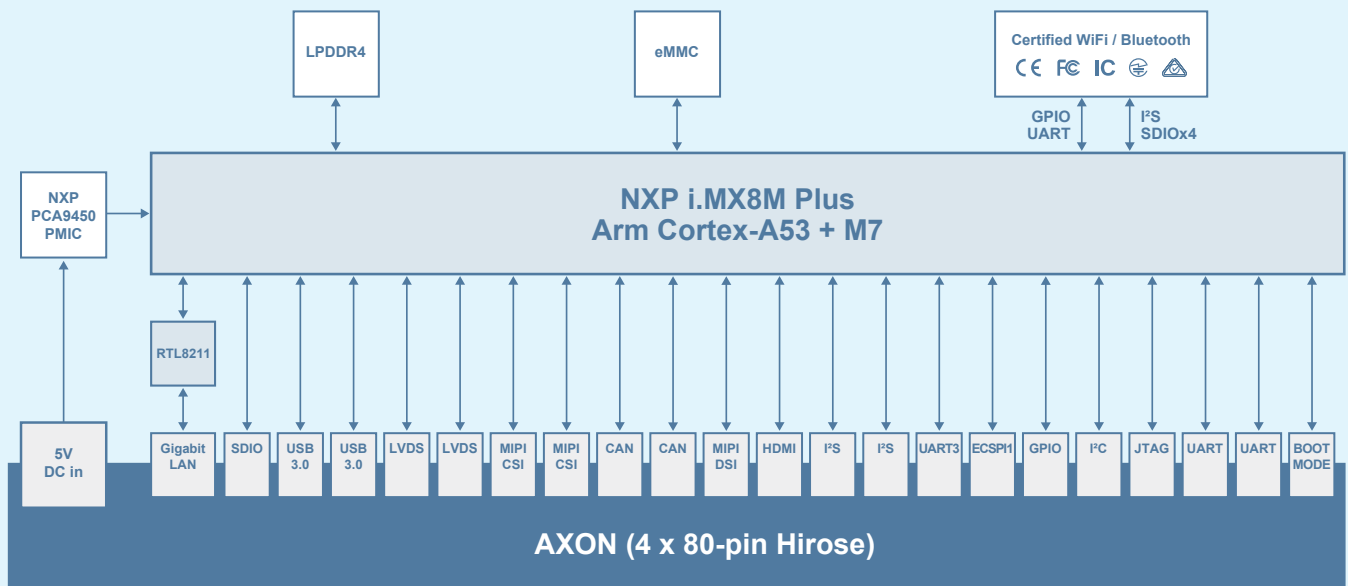 LPDDR4
eMMC
Certified WiFi / Bluetooth
CE FC IC
GPIO
UART
I²S
SDIOx4
NXP
PCA9450
PMIC
NXP i.MX8M Plus
Arm Cortex-A53 + M7
RTL8211
5V
DC in
Gigabit
LAN
SDIO
USB
3.0
USB
3.0
LVDS
LVDS
MIPI
CSI
MIPI
CSI
CAN
CAN
MIPI
DSI
HDMI
I²S
I²S
UART3
ECSPI1
GPIO
I²C
JTAG
UART
UART
BOOT
MODE
AXON (4 x 80-pin Hirose)